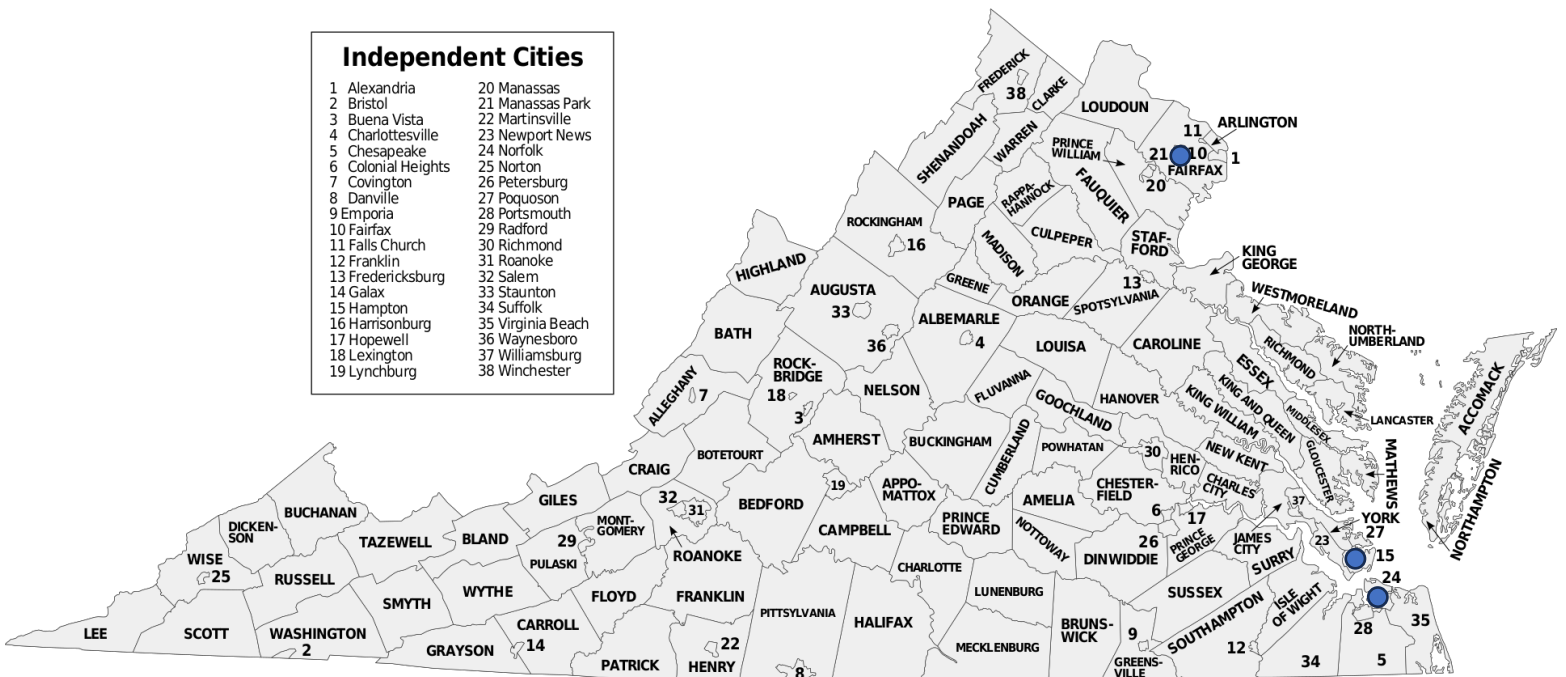 Independent Cities
1 Alexandria
2 Bristol
3 Buena Vista
4 Charlottesville
5 Chesapeake
6 Colonial Heights
7 Covington
8 Danville
9 Emporia
10 Fairfax
11 Falls Church
12 Franklin
13 Fredericksburg
14 Galax
15 Hampton
16 Harrisonburg
17 Hopewell
18 Lexington
19 Lynchburg
20 Manassas
21 Manassas Park
22 Martinsville
23 Newport News
24 Norfolk
25 Norton
26 Petersburg
27 Poquoson
28 Portsmouth
29 Radford
30 Richmond
31 Roanoke
32 Salem
33 Staunton
34 Suffolk
35 Virginia Beach
36 Waynesboro
37 Williamsburg
38 Winchester
FREDERICK
38
CLARKE
LOUDOUN
ARLINGTON
11
SHENANDOAH
WARREN
PRINCE
WILLIAM
21
10
1
FAIRFAX
20
FAUQUIER
PAGE
RAPPA-
HANNOCK
ROCKINGHAM
16
MADISON
CULPEPER
STAF-
FORD
KING
GEORGE
HIGHLAND
AUGUSTA
33
GREENE
ORANGE
13
SPOTSYLVANIA
WESTMORELAND
BATH
36
ALBEMARLE
4
LOUISA
CAROLINE
RICHMOND
NORTH-
UMBERLAND
ROCK-
BRIDGE
18
3
ALLEGHANY
7
NELSON
FLUVANNA
GOOCHLAND
HANOVER
ESSEX
KING AND QUEEN
KING WILLIAM
MIDDLESEX
LANCASTER
ACCOMACK
AMHERST
BUCKINGHAM
CUMBERLAND
POWHATAN
30
HEN-
RICO
NEW KENT
GLOUCESTER
MATHEWS
CRAIG
BOTETOURT
GILES
32
31
BEDFORD
19
APPO-
MATTOX
AMELIA
CHESTER-
FIELD
6
CHARLES
CITY
37
NORTHAMPTON
BUCHANAN
DICKEN-
SON
TAZEWELL
BLAND
MONT-
GOMERY
29
ROANOKE
CAMPBELL
PRINCE
EDWARD
NOTTOWAY
26
DINWIDDIE
17
PRINCE
GEORGE
JAMES
CITY
23
YORK
27
15
WISE
25
RUSSELL
PULASKI
WYTHE
SMYTH
FLOYD
FRANKLIN
PITTSYLVANIA
HALIFAX
CHARLOTTE
LUNENBURG
SUSSEX
SURRY
ISLE
OF WIGHT
24
LEE
SCOTT
WASHINGTON
2
GRAYSON
CARROLL
14
PATRICK
22
HENRY
8
MECKLENBURG
BRUNS-
WICK
9
GREENS-
VILLE
SOUTHAMPTON
12
34
28
5
35